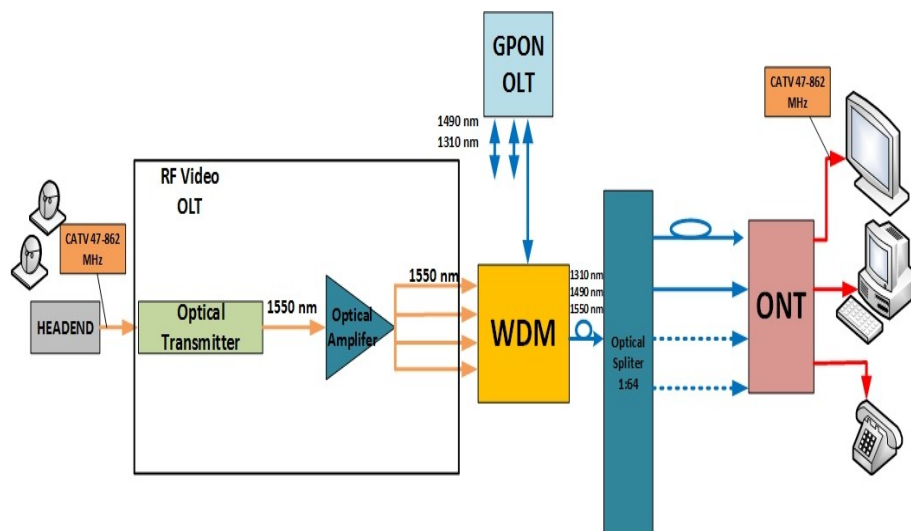 GPON
OLT
1490 nm
1310 nm
CATV 47-862
MHz
RF Video
OLT
CATV 47-862
MHz
HEADEND
Optical
Transmitter
1550 nm
Optical
Amplifer
1550 nm
WDM
1310 nm
1490 nm
1550 nm
Optical
Spliter
1:64
ONT